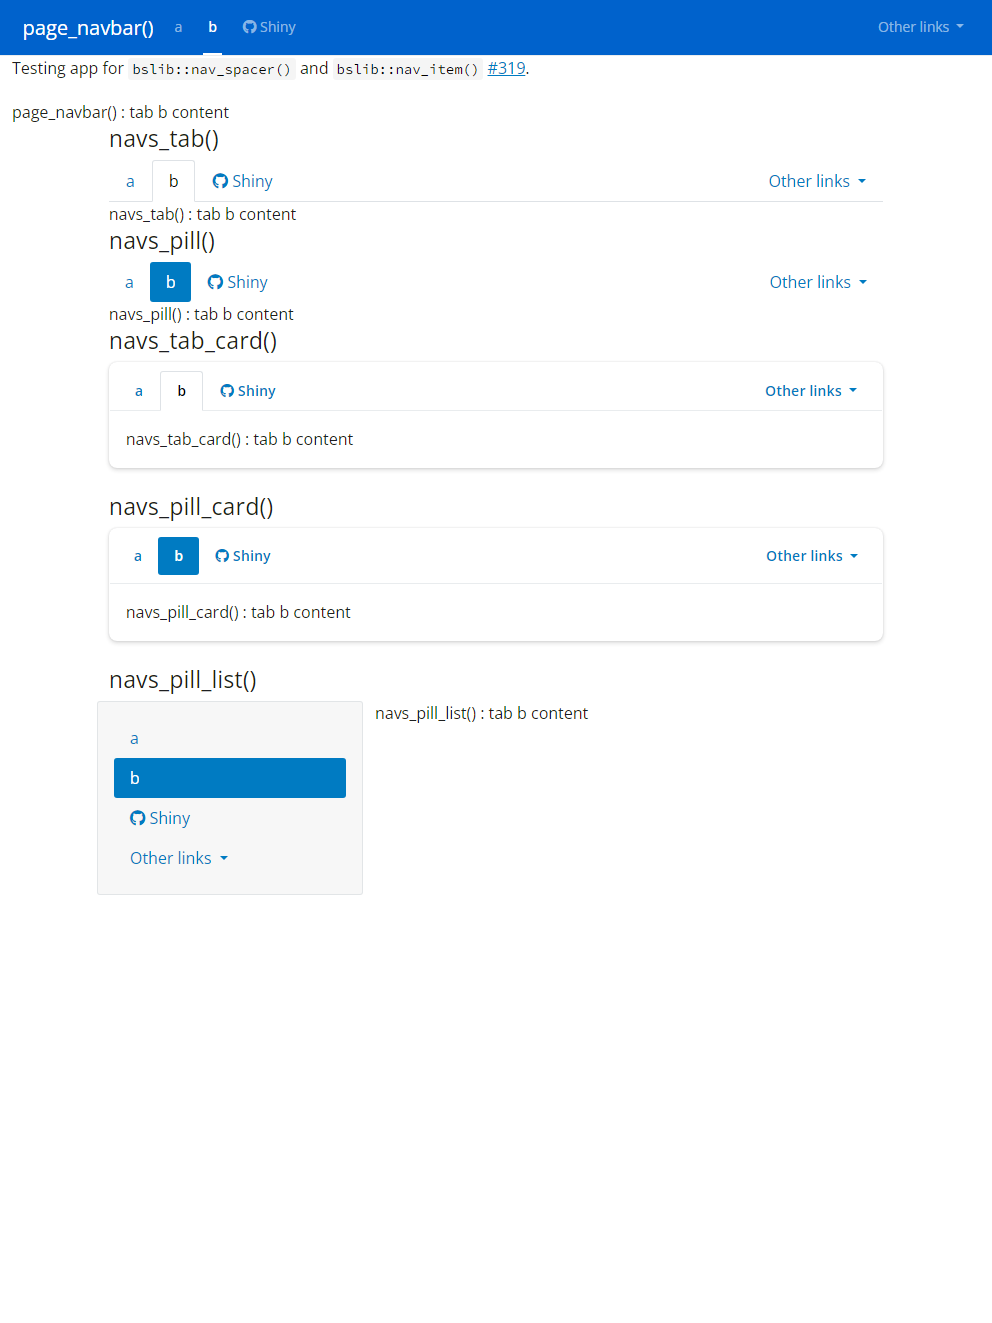 page_navbar() a b Shiny Other links
Testing app for bslib::nav_spacer() and bslib::nav_item() #319.
page_navbar() : tab b content
navs_tab()
a b Shiny Other links
navs_tab() : tab b content
navs_pill()
a b Shiny Other links
navs_pill() : tab b content
navs_tab_card()
a b Shiny Other links
navs_tab_card() : tab b content
navs_pill_card()
a b Shiny Other links
navs_pill_card() : tab b content
navs_pill_list()
navs_pill_list() : tab b content
a
b
Shiny
Other links